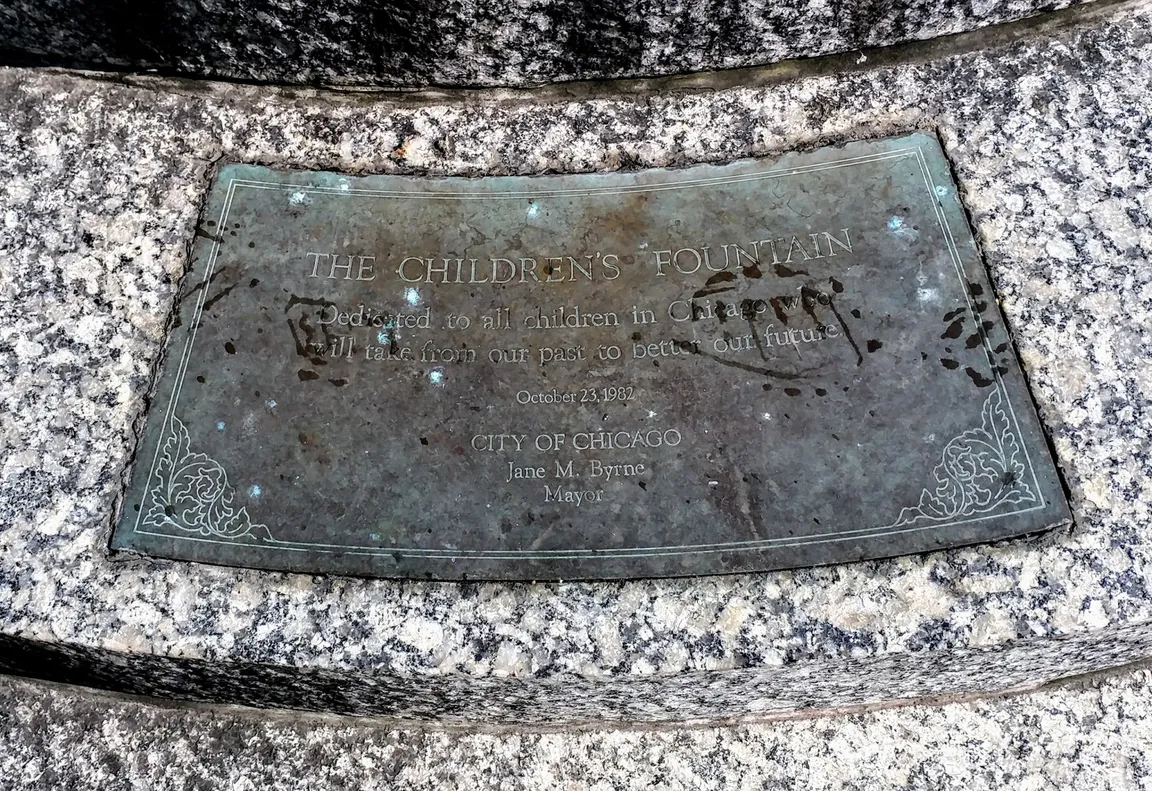 THE CHILDREN'S FOUNTAIN
Dedicated to all children in Chicago who
will take from our past to better our future
October 23, 1982
CITY OF CHICAGO
Jane M. Byrne
Mayor